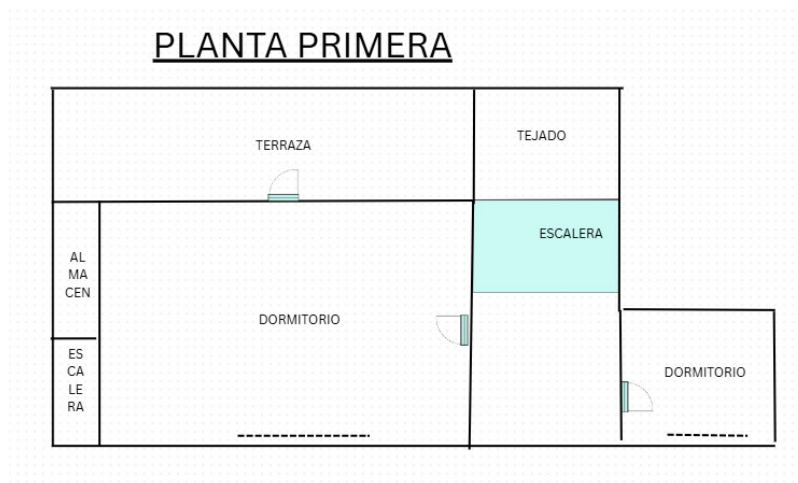 PLANTA PRIMERA
TERRAZA
TEJADO
ESCALERA
AL
MA
CEN
DORMITORIO
ES
CA
LE
RA
DORMITORIO